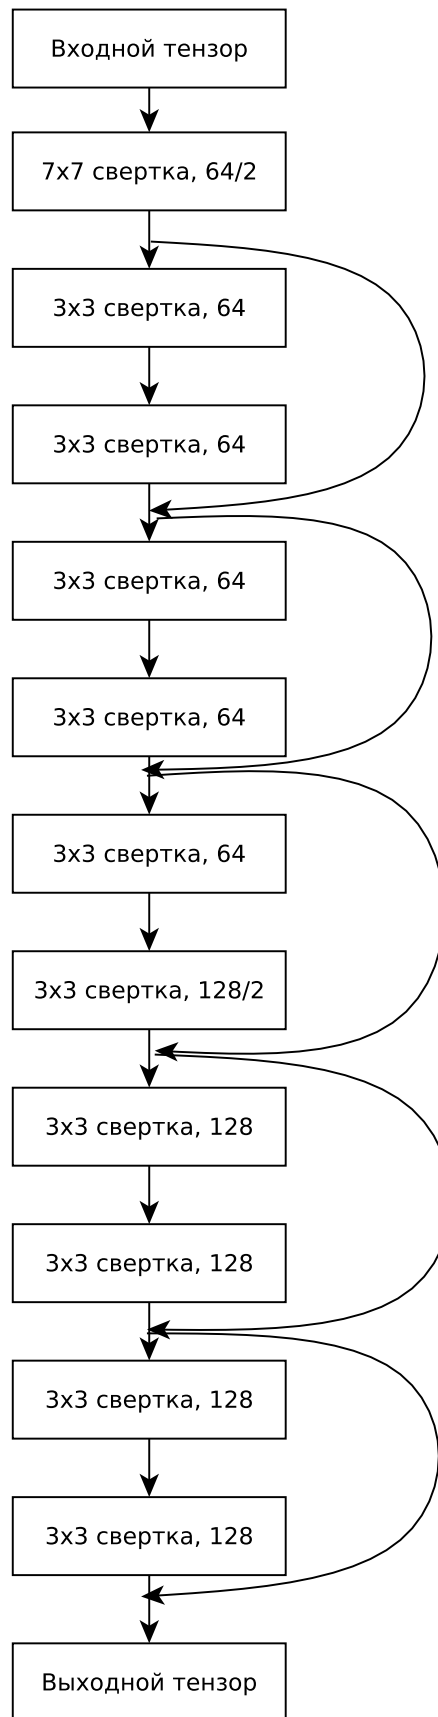 Входной тензор
7x7 свертка, 64/2
3x3 свертка, 64
3x3 свертка, 64
3x3 свертка, 64
3x3 свертка, 64
3x3 свертка, 64
3x3 свертка, 128/2
3x3 свертка, 128
3x3 свертка, 128
3x3 свертка, 128
3x3 свертка, 128
Выходной тензор